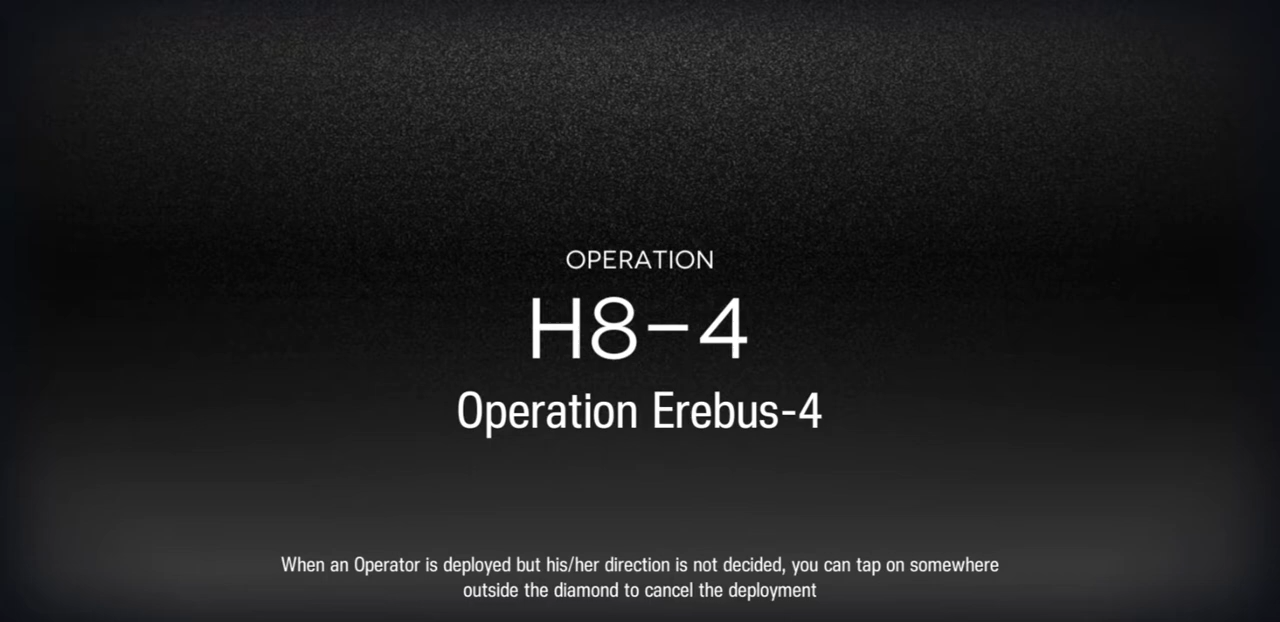 OPERATION
H8-4
Operation Erebus-4
When an Operator is deployed but his/her direction is not decided, you can tap on somewhere
outside the diamond to cancel the deployment